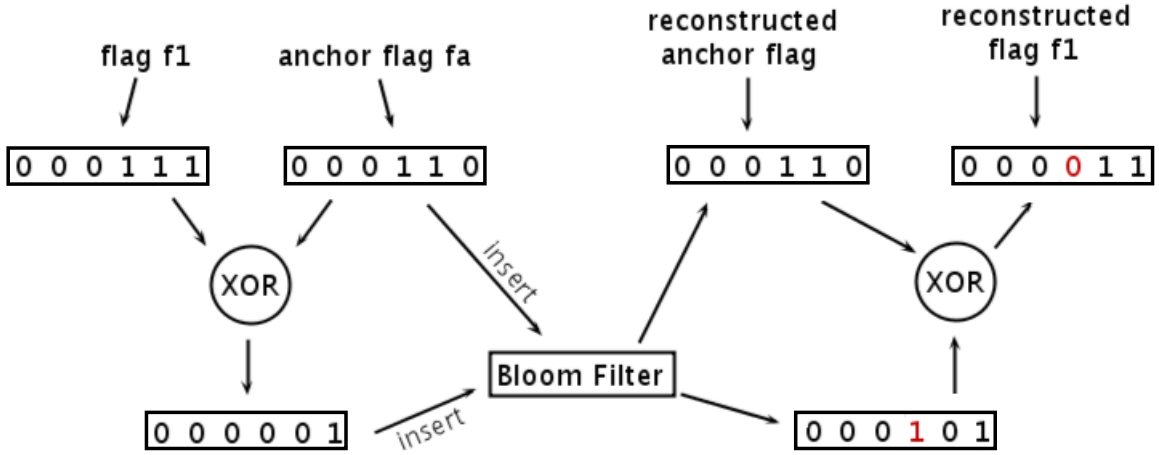 reconstructed
anchor flag
reconstructed
flag f1
flag f1
anchor flag fa
0 0 0 1 1 1
0 0 0 1 1 0
0 0 0 1 1 0
0 0 0 0 1 1
XOR
insert
XOR
Bloom Filter
insert
0 0 0 0 0 1
0 0 0 1 0 1